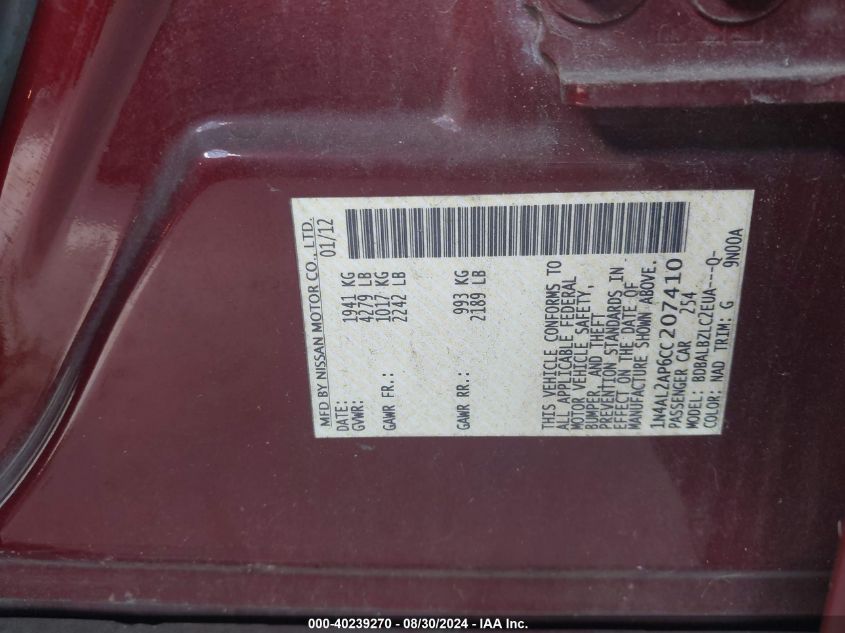 MFD BY NISSAN MOTOR CO., LTD.
DATE: 01/12
GVWR: 1941 KG
4279 LB
GAWR FR.: 1017 KG
2242 LB
GAWR RR.: 993 KG
2189 LB
THIS VEHICLE CONFORMS TO
ALL APPLICABLE FEDERAL
MOTOR VEHICLE SAFETY,
BUMPER, AND THEFT
PREVENTION STANDARDS IN
EFFECT ON THE DATE OF
MANUFACTURE SHOWN ABOVE.
1N4AL2AP6CC207410
PASSENGER CAR 254
MODEL: BDBALBZLC2EUA---Q-
COLOR: NAD TRIM: G 9N00A
000-40239270 - 08/30/2024 - IAA Inc.